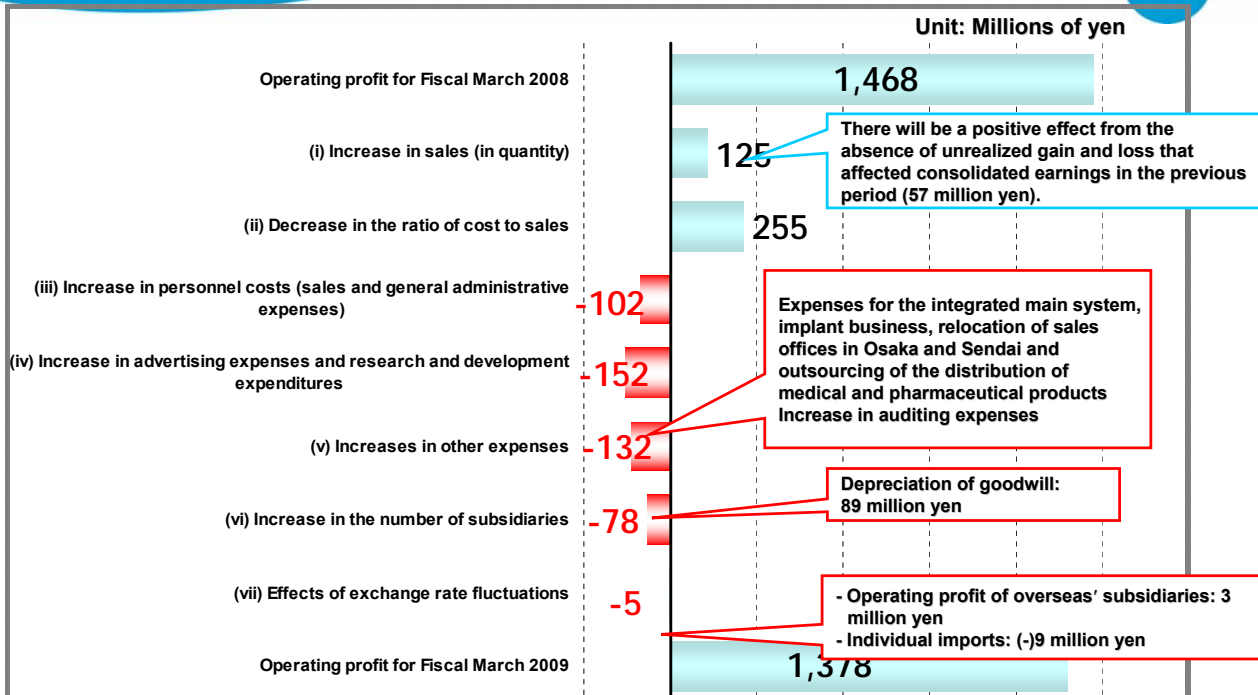 Unit: Millions of yen
Operating profit for Fiscal March 2008
1,468
(i) Increase in sales (in quantity)
125
There will be a positive effect from the
absence of unrealized gain and loss that
affected consolidated earnings in the previous
period (57 million yen).
(ii) Decrease in the ratio of cost to sales
255
(iii) Increase in personnel costs (sales and general administrative
expenses)
-102
Expenses for the integrated main system,
implant business, relocation of sales
offices in Osaka and Sendai and
outsourcing of the distribution of
medical and pharmaceutical products
Increase in auditing expenses
(iv) Increase in advertising expenses and research and development
expenditures
-152
(v) Increases in other expenses
-132
(vi) Increase in the number of subsidiaries
-78
Depreciation of goodwill:
89 million yen
(vii) Effects of exchange rate fluctuations
-5
- Operating profit of overseas' subsidiaries: 3
million yen
- Individual imports: (-)9 million yen
Operating profit for Fiscal March 2009
1,378